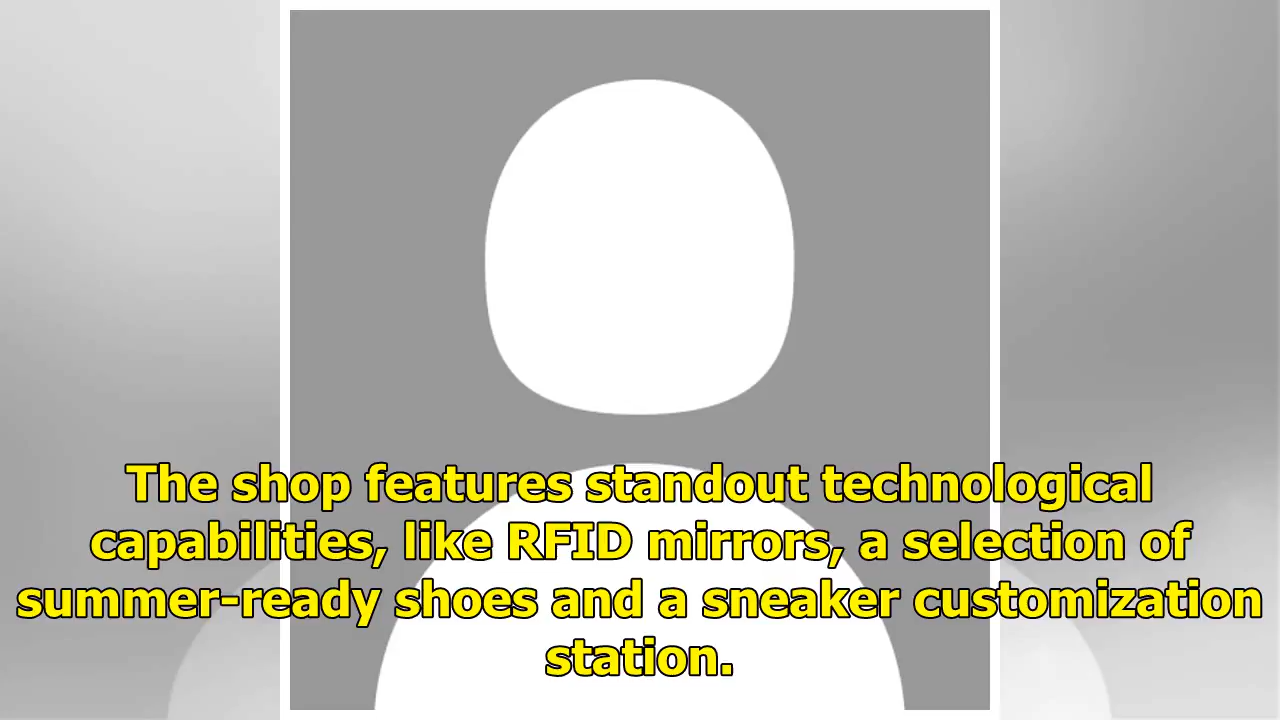 The shop features standout technological
capabilities, like RFID mirrors, a selection of
summer-ready shoes and a sneaker customization
station.